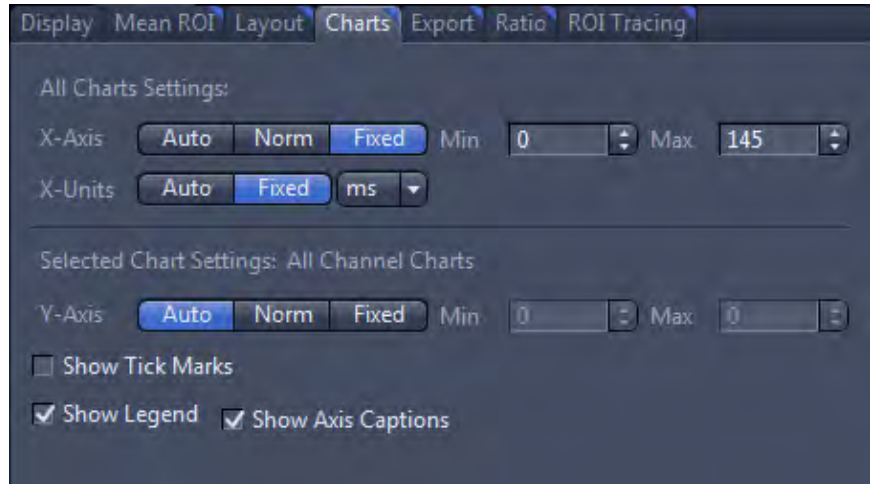 Display Mean ROI Layout Charts Export Ratio ROI Tracing
All Charts Settings:
X-Axis Auto Norm Fixed Min 0 Max 145
X-Units Auto Fixed ms
Selected Chart Settings: All Channel Charts
Y-Axis Auto Norm Fixed Min 0 Max 0
Show Tick Marks
Show Legend Show Axis Captions